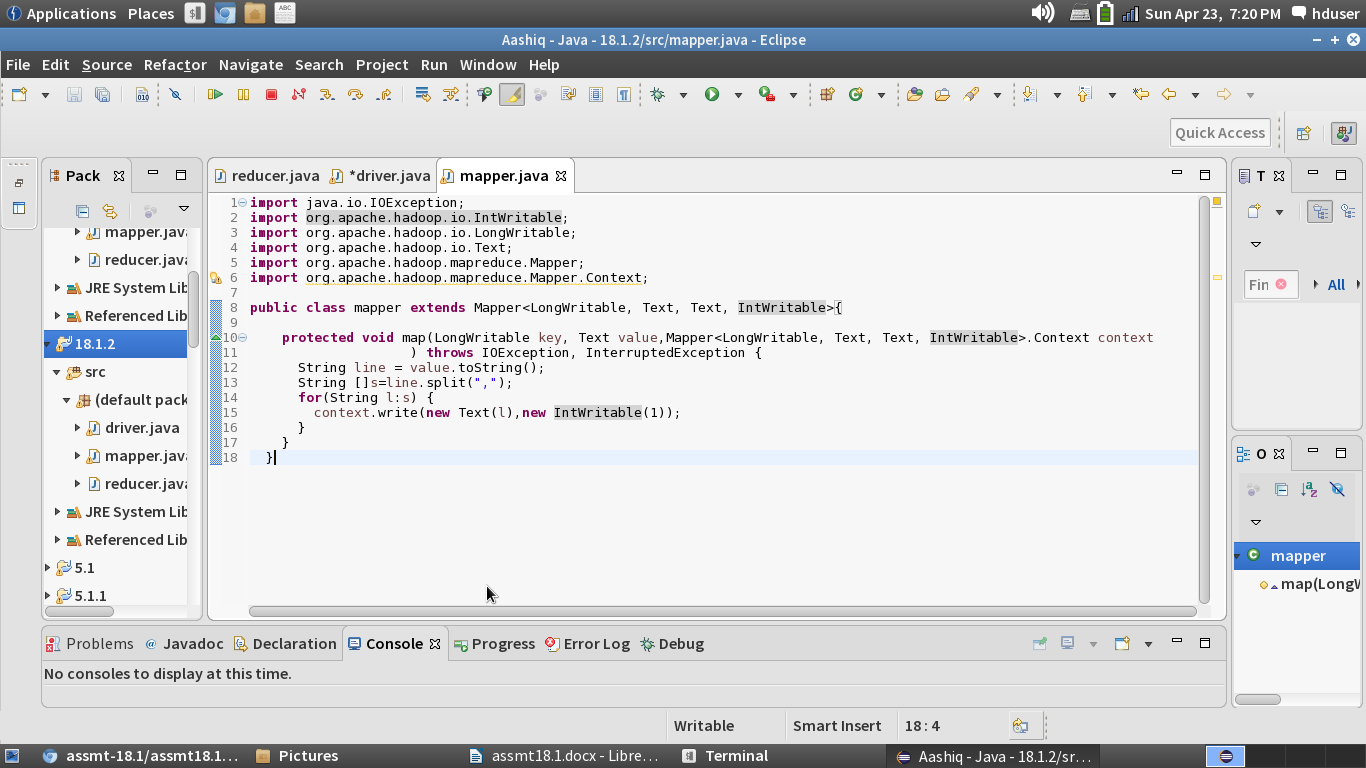 Applications Places Sun Apr 23, 7:20 PM hduser
Aashiq - Java - 18.1.2/src/mapper.java - Eclipse
File Edit Source Refactor Navigate Search Project Run Window Help
Quick Access
Pack
reducer.java *driver.java mapper.java
T
mapper.java
reducer.java
JRE System Lib
Referenced Lib
18.1.2
src
(default pack
driver.java
mapper.java
reducer.java
JRE System Lib
Referenced Lib
5.1
5.1.1
1 import java.io.IOException;
2 import org.apache.hadoop.io.IntWritable;
3 import org.apache.hadoop.io.LongWritable;
4 import org.apache.hadoop.io.Text;
5 import org.apache.hadoop.mapreduce.Mapper;
6 import org.apache.hadoop.mapreduce.Mapper.Context;
7
8 public class mapper extends Mapper<LongWritable, Text, Text, IntWritable>{
9
10 protected void map(LongWritable key, Text value,Mapper<LongWritable, Text, Text, IntWritable>.Context context
11 ) throws IOException, InterruptedException {
12 String line = value.toString();
13 String []s=line.split(",");
14 for(String l:s) {
15 context.write(new Text(l),new IntWritable(1));
16 }
17 }
18 }
Fin All
O
mapper
map(LongW
Problems Javadoc Declaration Console Progress Error Log Debug
No consoles to display at this time.
Writable Smart Insert 18 : 4
assmt-18.1/assmt18.1... Pictures assmt18.1.docx - Libre... Terminal Aashiq - Java - 18.1.2/sr...